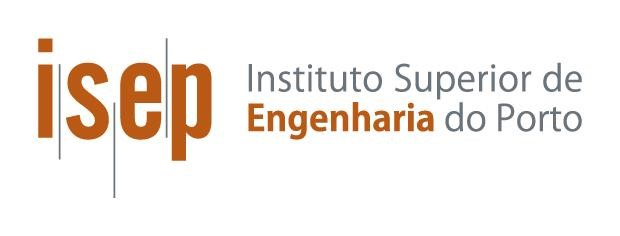 isep
Instituto Superior de
Engenharia do Porto